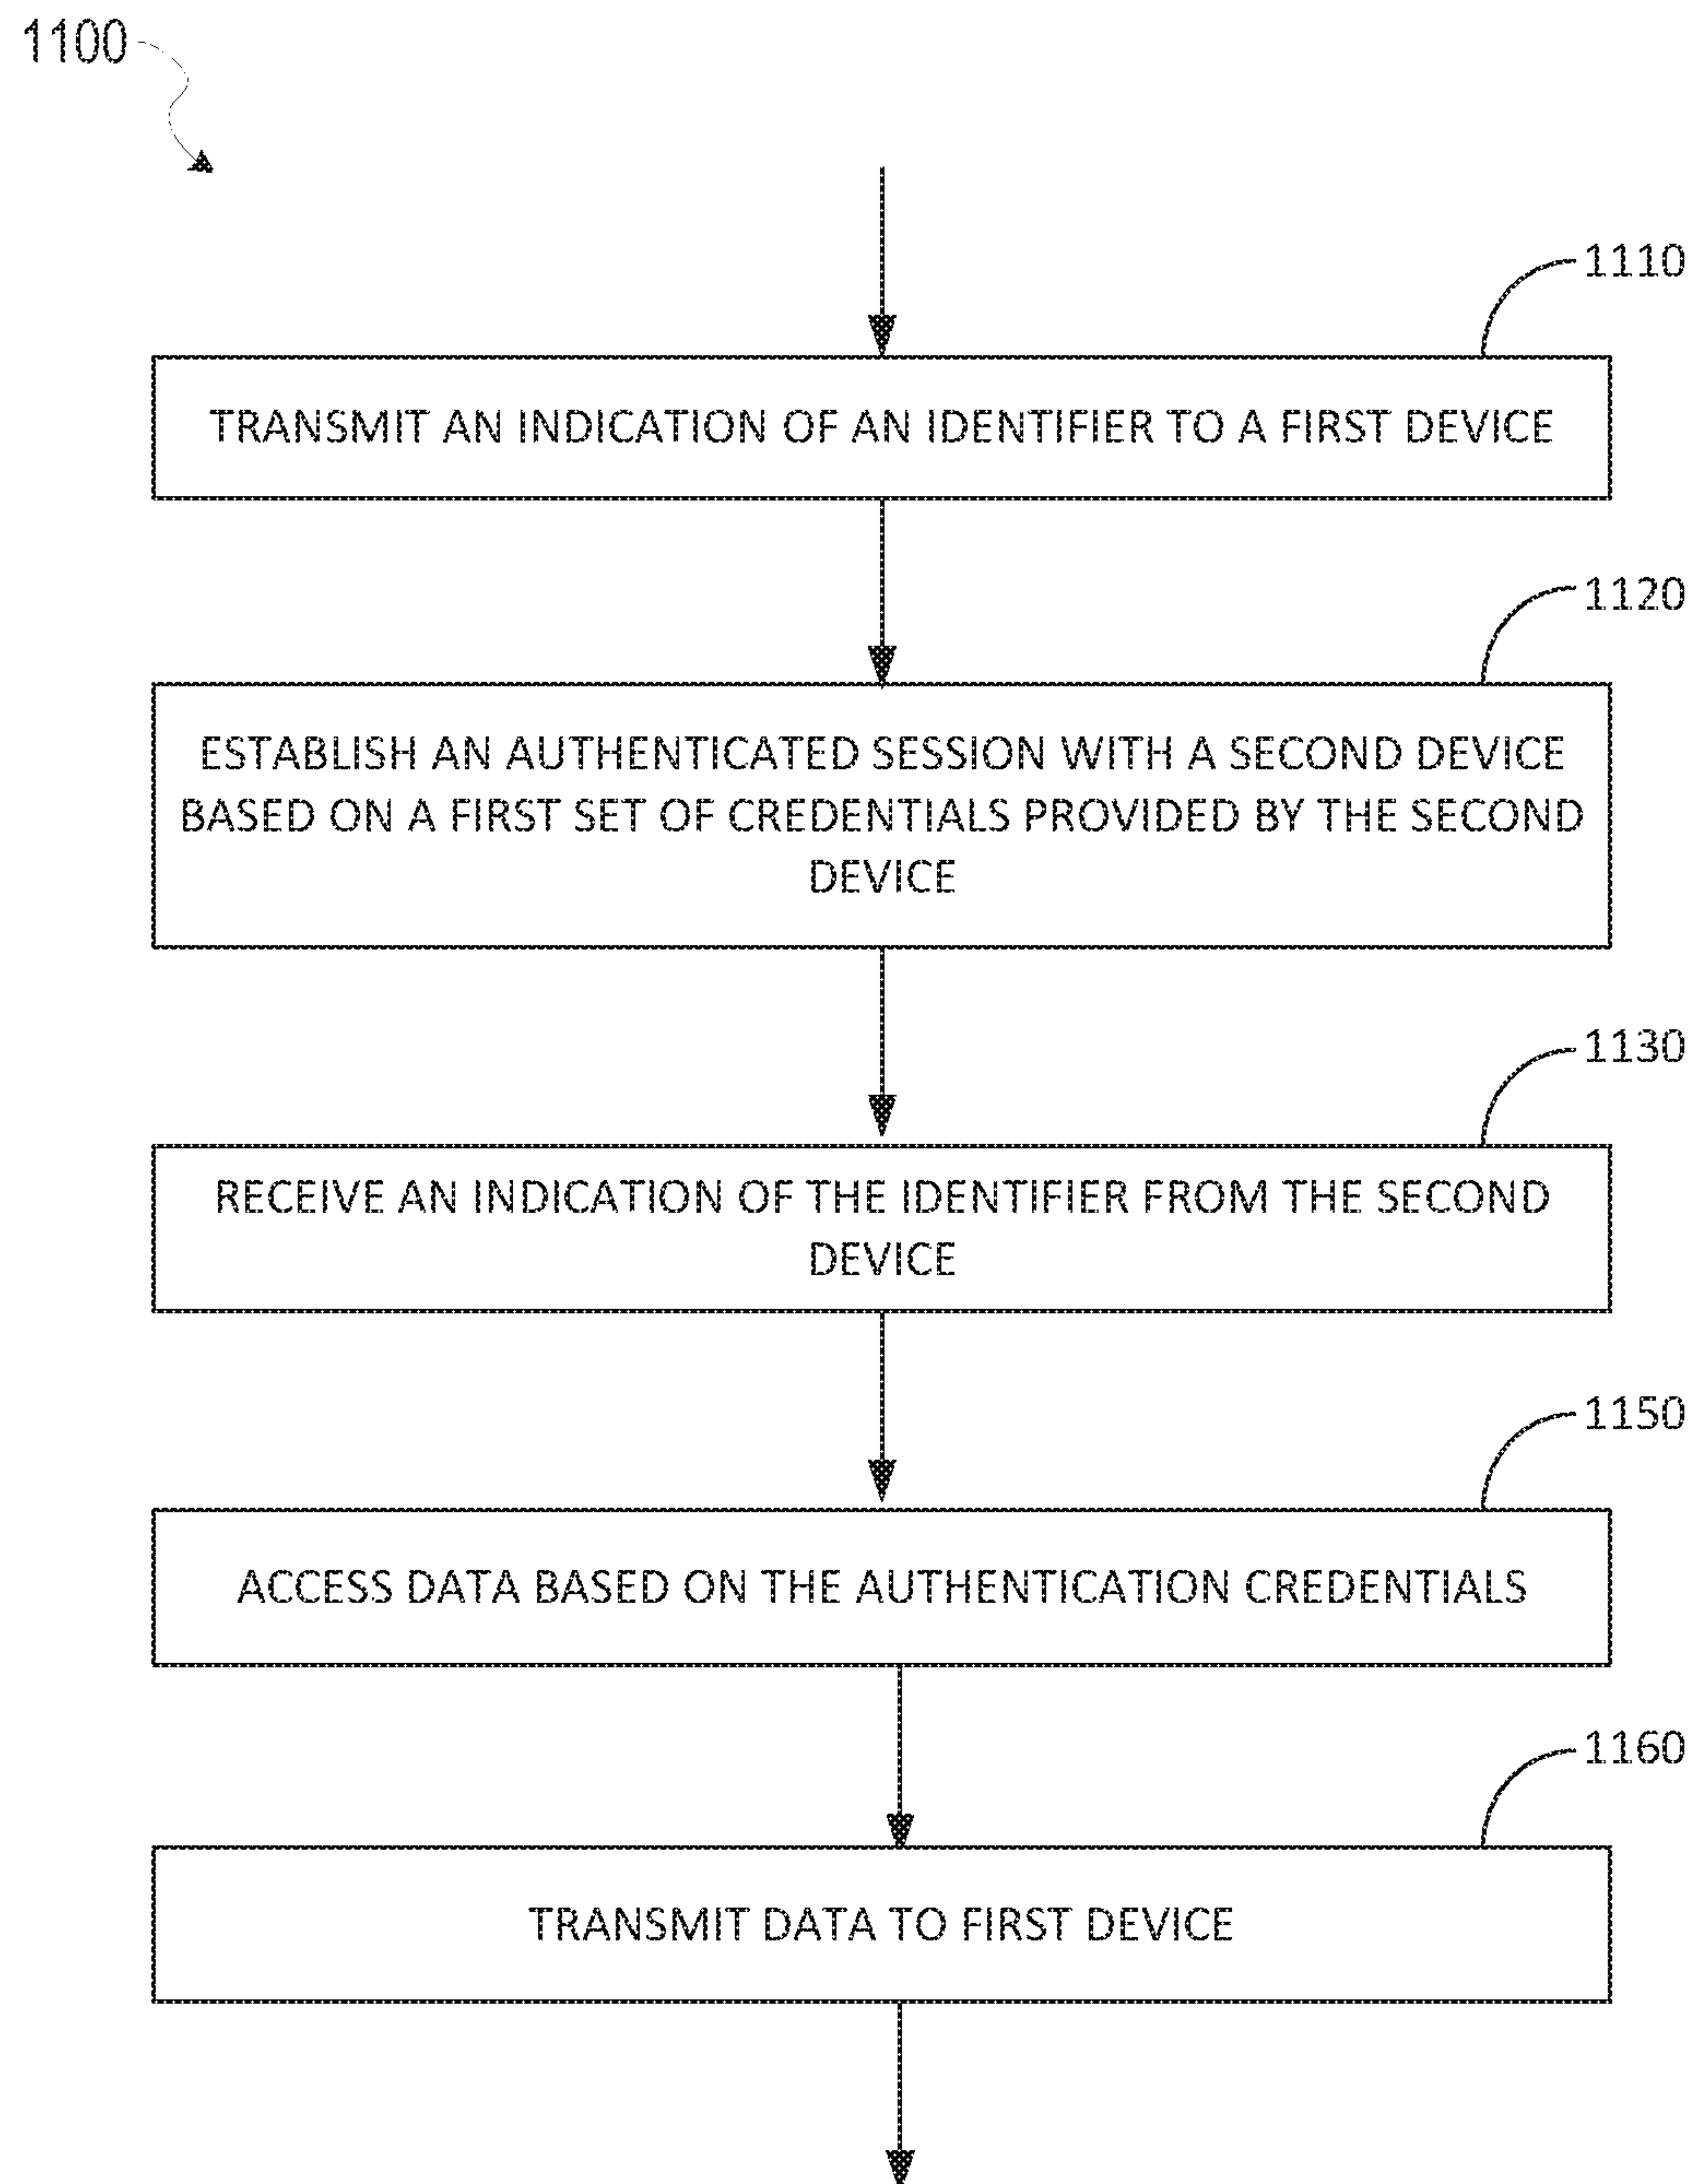 1100
1110
TRANSMIT AN INDICATION OF AN IDENTIFIER TO A FIRST DEVICE
1120
ESTABLISH AN AUTHENTICATED SESSION WITH A SECOND DEVICE
BASED ON A FIRST SET OF CREDENTIALS PROVIDED BY THE SECOND
DEVICE
1130
RECEIVE AN INDICATION OF THE IDENTIFIER FROM THE SECOND
DEVICE
1150
ACCESS DATA BASED ON THE AUTHENTICATION CREDENTIALS
1160
TRANSMIT DATA TO FIRST DEVICE